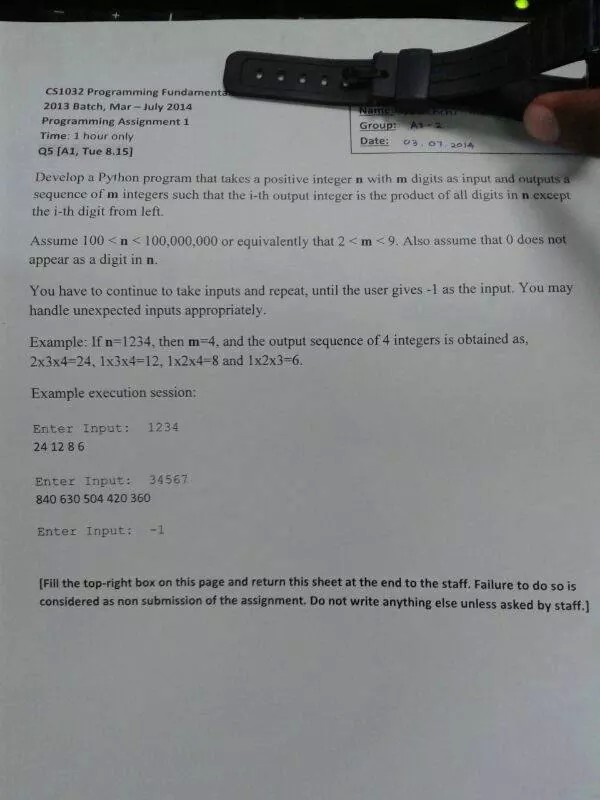 CS1032 Programming
2013 Batch, Mar – July 2014
Programming Assignment 1
Time: 1 hour only
Q5 [A1, Tue 8.15]
Name:
Group: A1-2
Date: 03.07.2014
Develop a Python program that takes a positive integer n with m digits as input and outputs a
sequence of m integers such that the i-th output integer is the product of all digits in n except
the i-th digit from left.
Assume 100 < n < 100,000,000 or equivalently that 2 < m < 9. Also assume that 0 does not
appear as a digit in n.
You have to continue to take inputs and repeat, until the user gives -1 as the input. You may
handle unexpected inputs appropriately.
Example: If n=1234, then m=4, and the output sequence of 4 integers is obtained as,
2x3x4=24, 1x3x4=12, 1x2x4=8 and 1x2x3=6.
Example execution session:
Enter Input: 1234
24 12 8 6
Enter Input: 34567
840 630 504 420 360
Enter Input: -1
[Fill the top-right box on this page and return this sheet at the end to the staff. Failure to do so is
considered as non submission of the assignment. Do not write anything else unless asked by staff.]